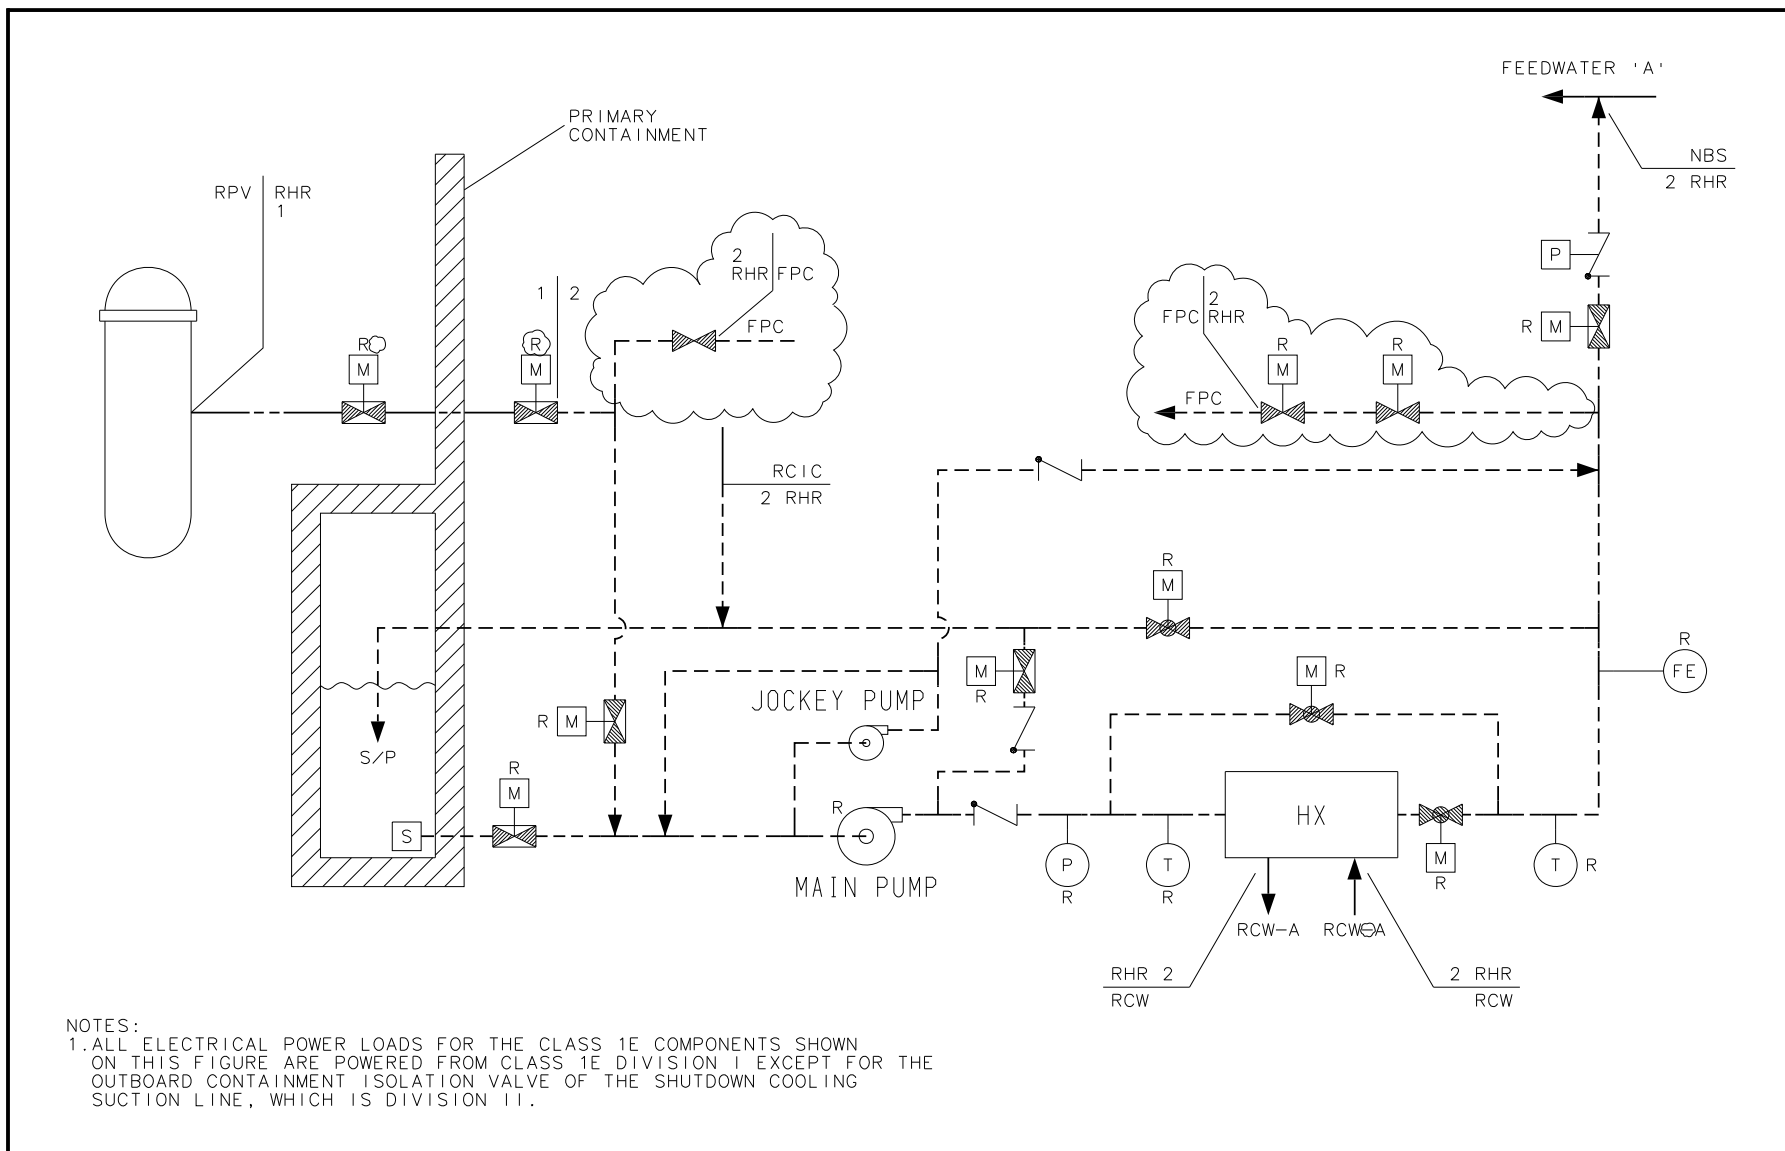 FEEDWATER 'A'
PRIMARY
CONTAINMENT
NBS
2 RHR
RPV RHR
1
P
2
RHR FPC
1 2
FPC
2
FPC RHR
R M
R
M
R
M
R
M
R
M
FPC
RCIC
2 RHR
R
M
R
FE
M
R
M R
JOCKEY PUMP
R M
S/P
R
M
R
HX
S
MAIN PUMP
P
R
T
R
M
R
T R
RCW-A
RCW-A
RHR 2
RCW
2 RHR
RCW
NOTES:
1.ALL ELECTRICAL POWER LOADS FOR THE CLASS 1E COMPONENTS SHOWN
ON THIS FIGURE ARE POWERED FROM CLASS 1E DIVISION I EXCEPT FOR THE
OUTBOARD CONTAINMENT ISOLATION VALVE OF THE SHUTDOWN COOLING
SUCTION LINE, WHICH IS DIVISION II.